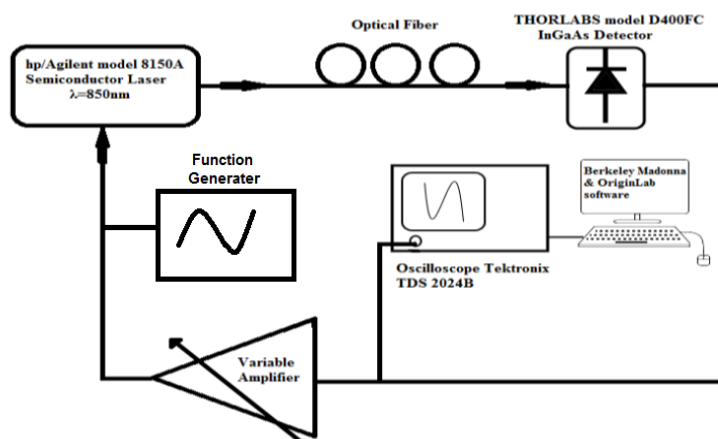 Optical Fiber
THORLABS model D400FC
InGaAs Detector
hp/Agilent model 8150A
Semiconductor Laser
λ=850nm
Function
Generater
Berkeley Madonna
& OriginLab
software
Oscilloscope Tektronix
TDS 2024B
Variable
Amplifier